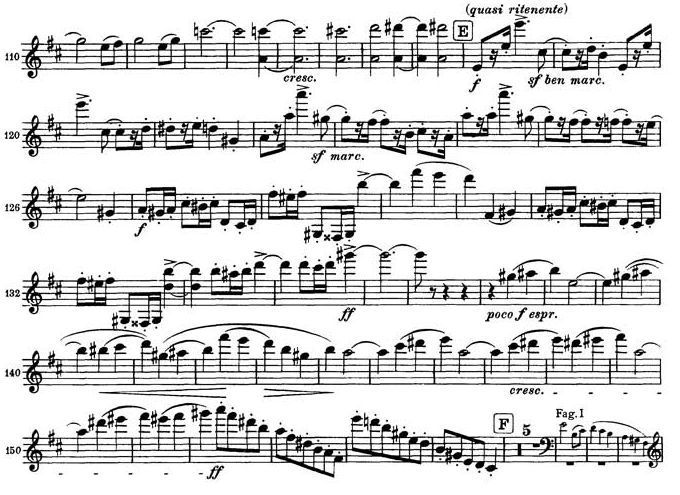 (quasi ritenente)
E
110
cresc.
f
sf ben marc.
120
sf marc.
126
f
132
ff
poco f espr.
140
cresc.
F
5
Fag. I
150
ff